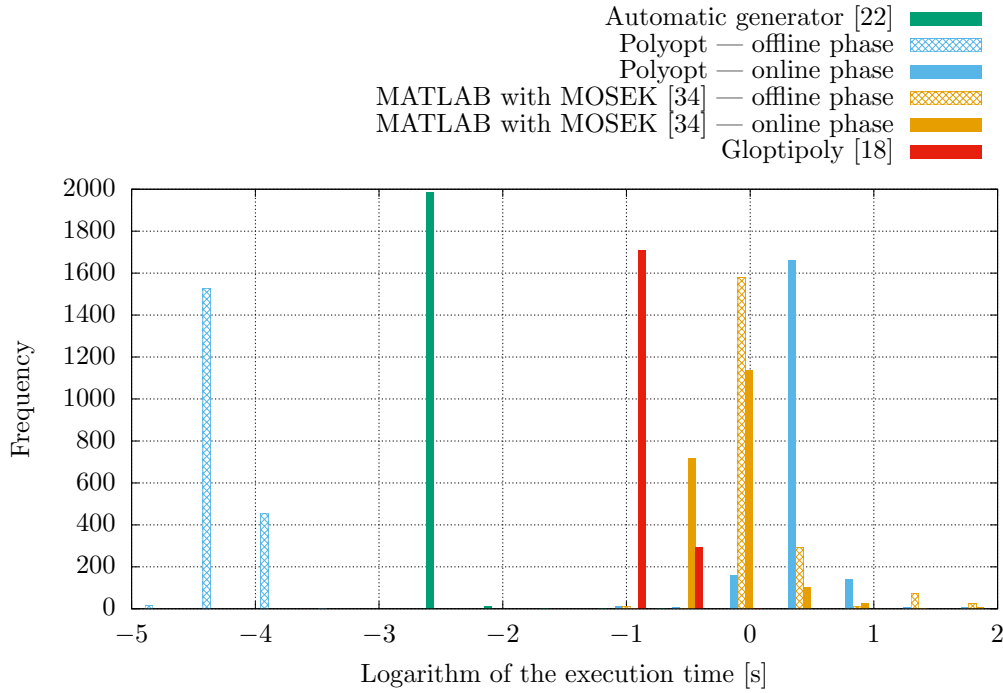 Automatic generator [22]
Polyopt — offline phase
Polyopt — online phase
MATLAB with MOSEK [34] — offline phase
MATLAB with MOSEK [34] — online phase
Gloptipoly [18]
2000
1800
1600
1400
1200
1000
800
600
400
200
0
Frequency
−5 −4 −3 −2 −1 0 1 2
Logarithm of the execution time [s]